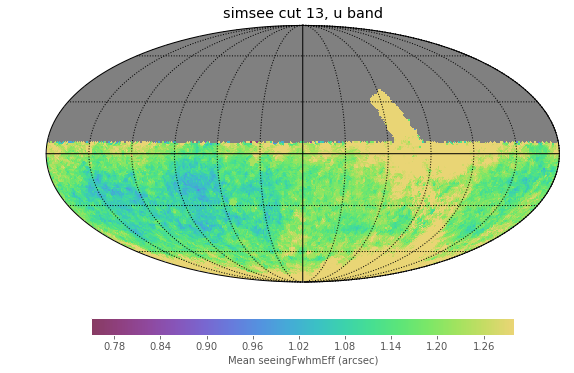 simsee cut 13, u band
0.78 0.84 0.90 0.96 1.02 1.08 1.14 1.20 1.26
Mean seeingFwhmEff (arcsec)